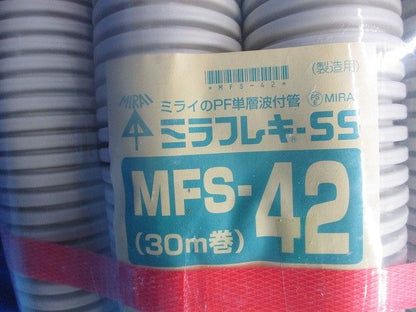 *MFS-42*
(製造用)
MIRAI
ミライのPF単層波付管
PS E MIRAI
ミラフレキ®-SS
MFS-42
(30m巻)